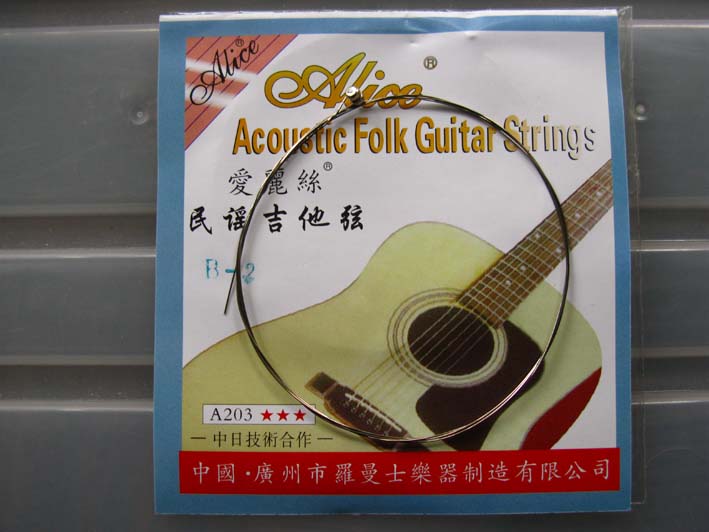 Alice®
Alice®
Acoustic Folk Guitar Strings
愛麗絲®
民谣吉他弦
B-2
A203 ★★★
—中日技術合作—
中國·廣州市羅曼士樂器制造有限公司